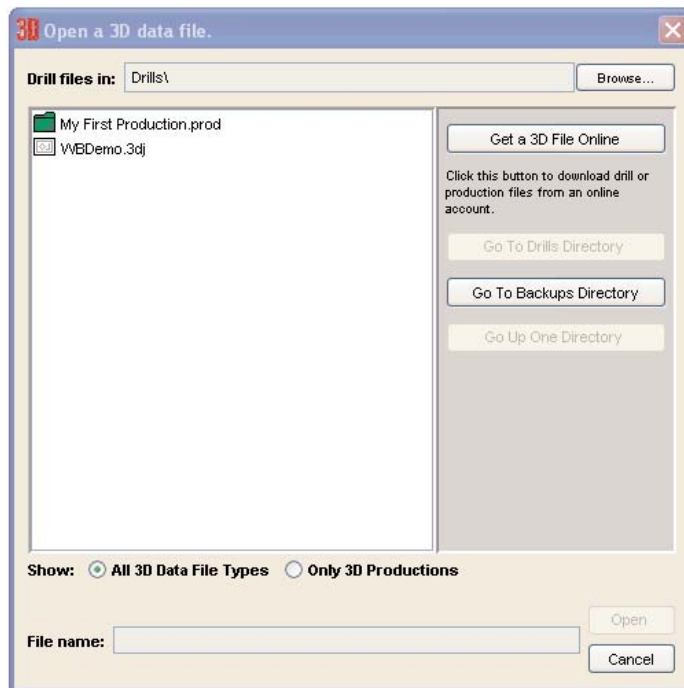 3D Open a 3D data file.
Drill files in: Drills\ Browse...
My First Production.prod
WBDemo.3dj
Get a 3D File Online
Click this button to download drill or
production files from an online
account.
Go To Drills Directory
Go To Backups Directory
Go Up One Directory
Show: All 3D Data File Types Only 3D Productions
Open
File name:
Cancel